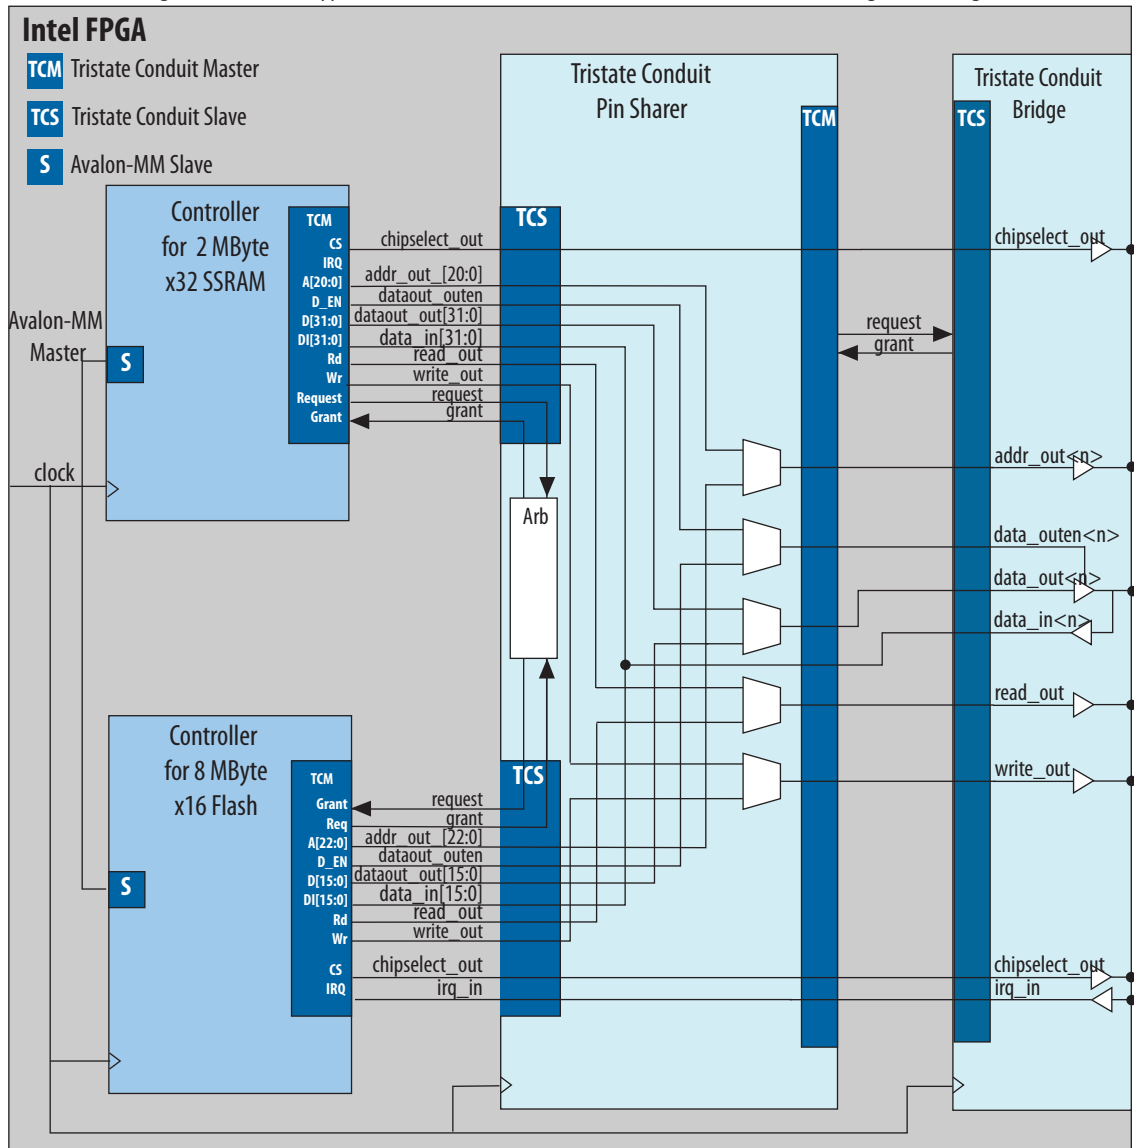 Intel FPGA
TCM Tristate Conduit Master
TCS Tristate Conduit Slave
S Avalon-MM Slave
Controller
for 2 MByte
x32 SSRAM
TCM
CS
IRQ
A[20:0]
D_EN
D[31:0]
DI[31:0]
Rd
Wr
Request
Grant
chipselect_out
addr_out_[20:0]
dataout_outen
dataout_out[31:0]
data_in[31:0]
read_out
write_out
request
grant
Avalon-MM
Master
S
clock
Tristate Conduit
Pin Sharer
TCS
TCM
Arb
request
grant
Tristate Conduit
Bridge
TCS
chipselect_out
addr_out<n>
data_outen<n>
data_out<n>
data_in<n>
read_out
write_out
chipselect_out
irq_in
Controller
for 8 MByte
x16 Flash
S
TCM
Grant
Req
A[22:0]
D_EN
D[15:0]
DI[15:0]
Rd
Wr
CS
IRQ
request
grant
addr_out_[22:0]
dataout_outen
dataout_out[15:0]
data_in[15:0]
read_out
write_out
chipselect_out
irq_in
TCS